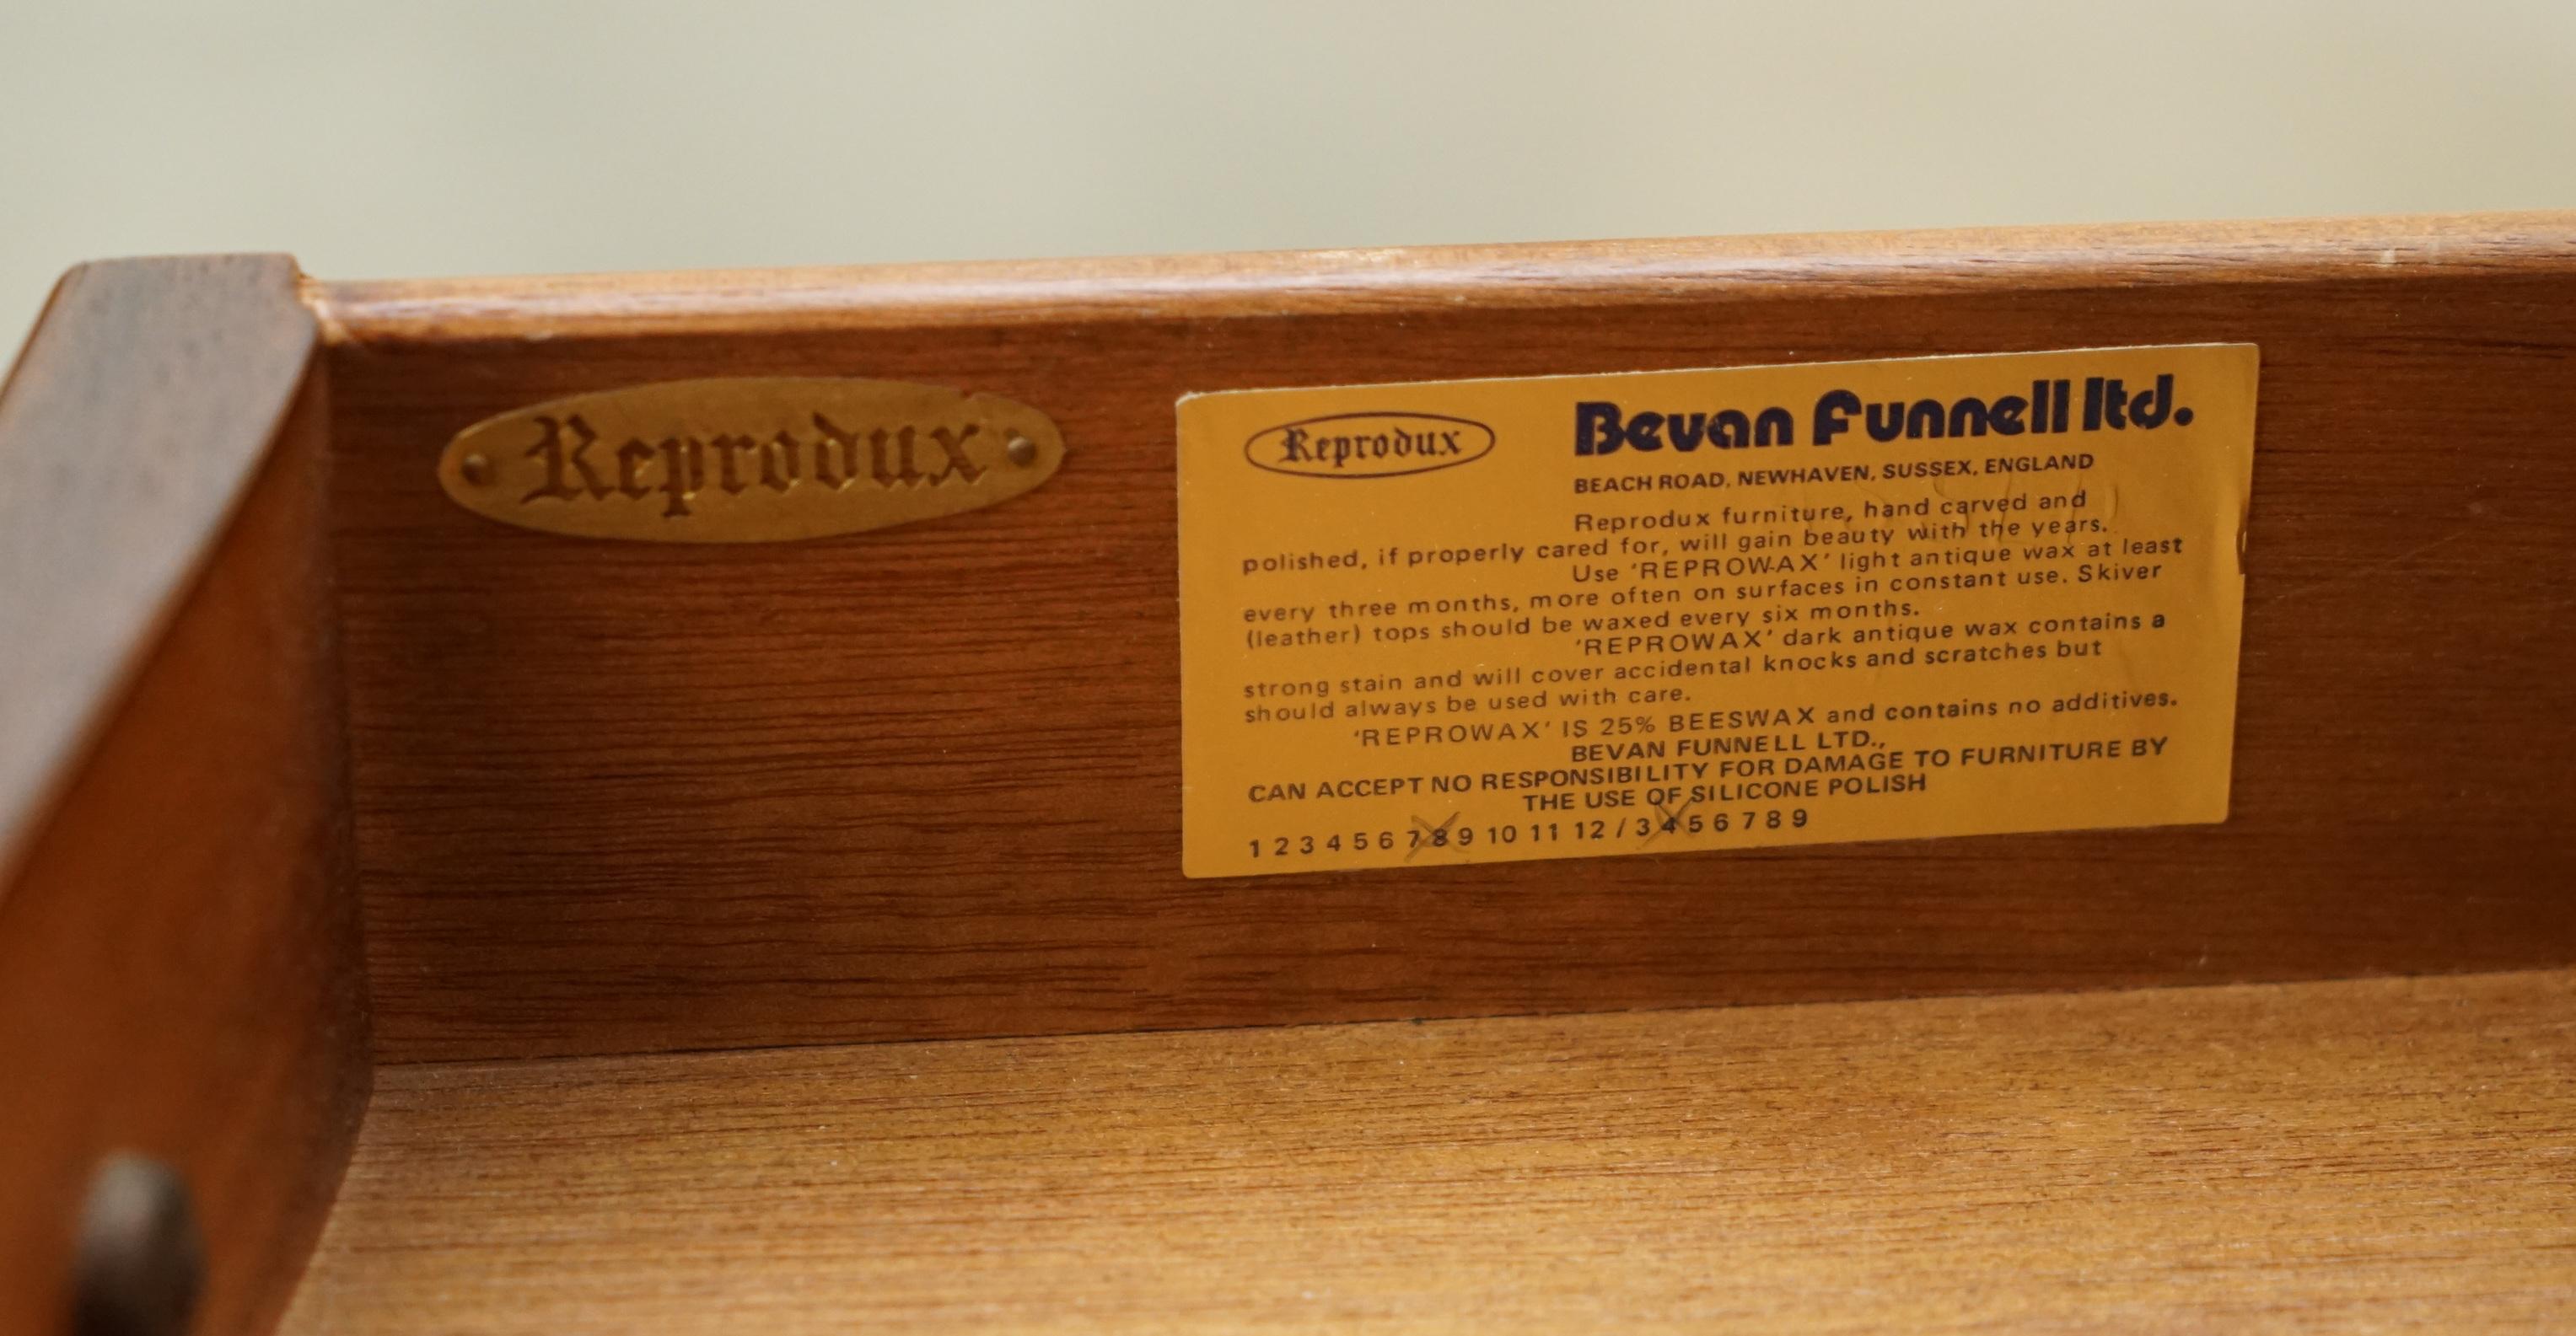 Reprodux
Reprodux
Bevan Funnell ltd.
BEACH ROAD, NEWHAVEN, SUSSEX, ENGLAND
Reprodux furniture, hand carved and
polished, if properly cared for, will gain beauty with the years.
Use 'REPROWAX' light antique wax at least
every three months, more often on surfaces in constant use. Skiver
(leather) tops should be waxed every six months.
'REPROWAX' dark antique wax contains a
strong stain and will cover accidental knocks and scratches but
should always be used with care.
'REPROWAX' IS 25% BEESWAX and contains no additives.
BEVAN FUNNELL LTD.,
CAN ACCEPT NO RESPONSIBILITY FOR DAMAGE TO FURNITURE BY
THE USE OF SILICONE POLISH
1 2 3 4 5 6 7 8 9 10 11 12 / 3 4 5 6 7 8 9